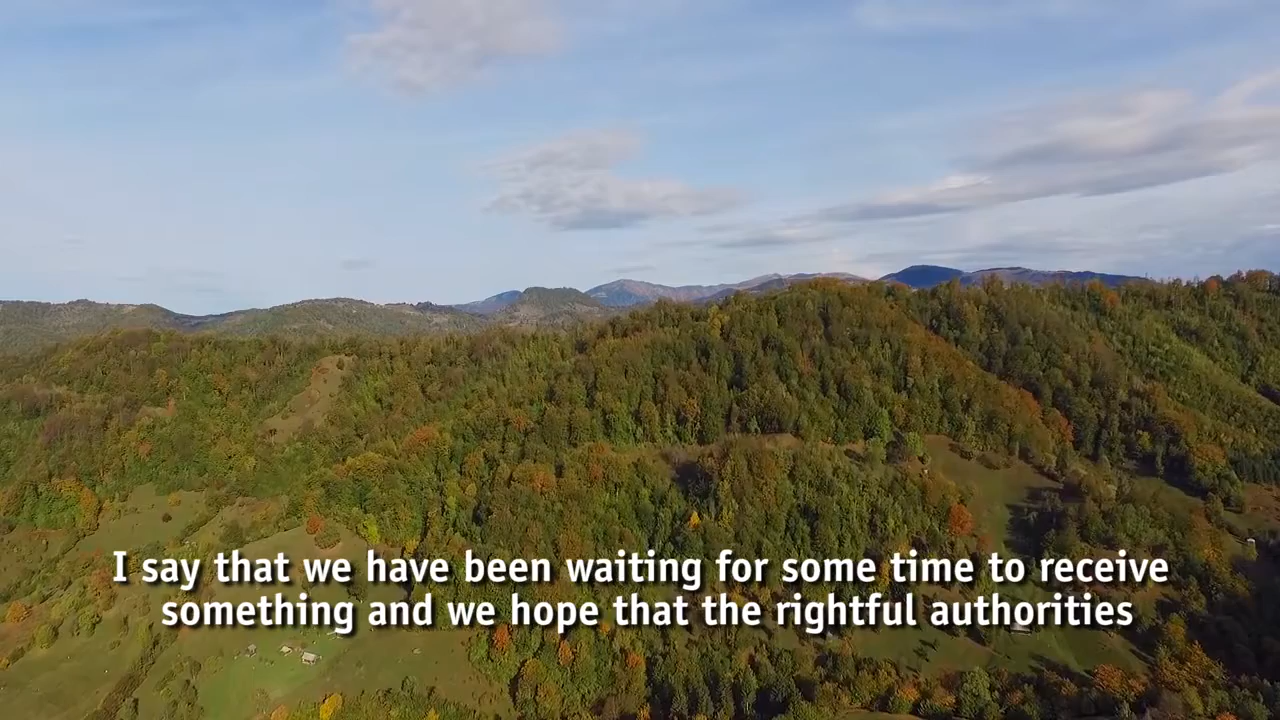 I say that we have been waiting for some time to receive
something and we hope that the rightful authorities